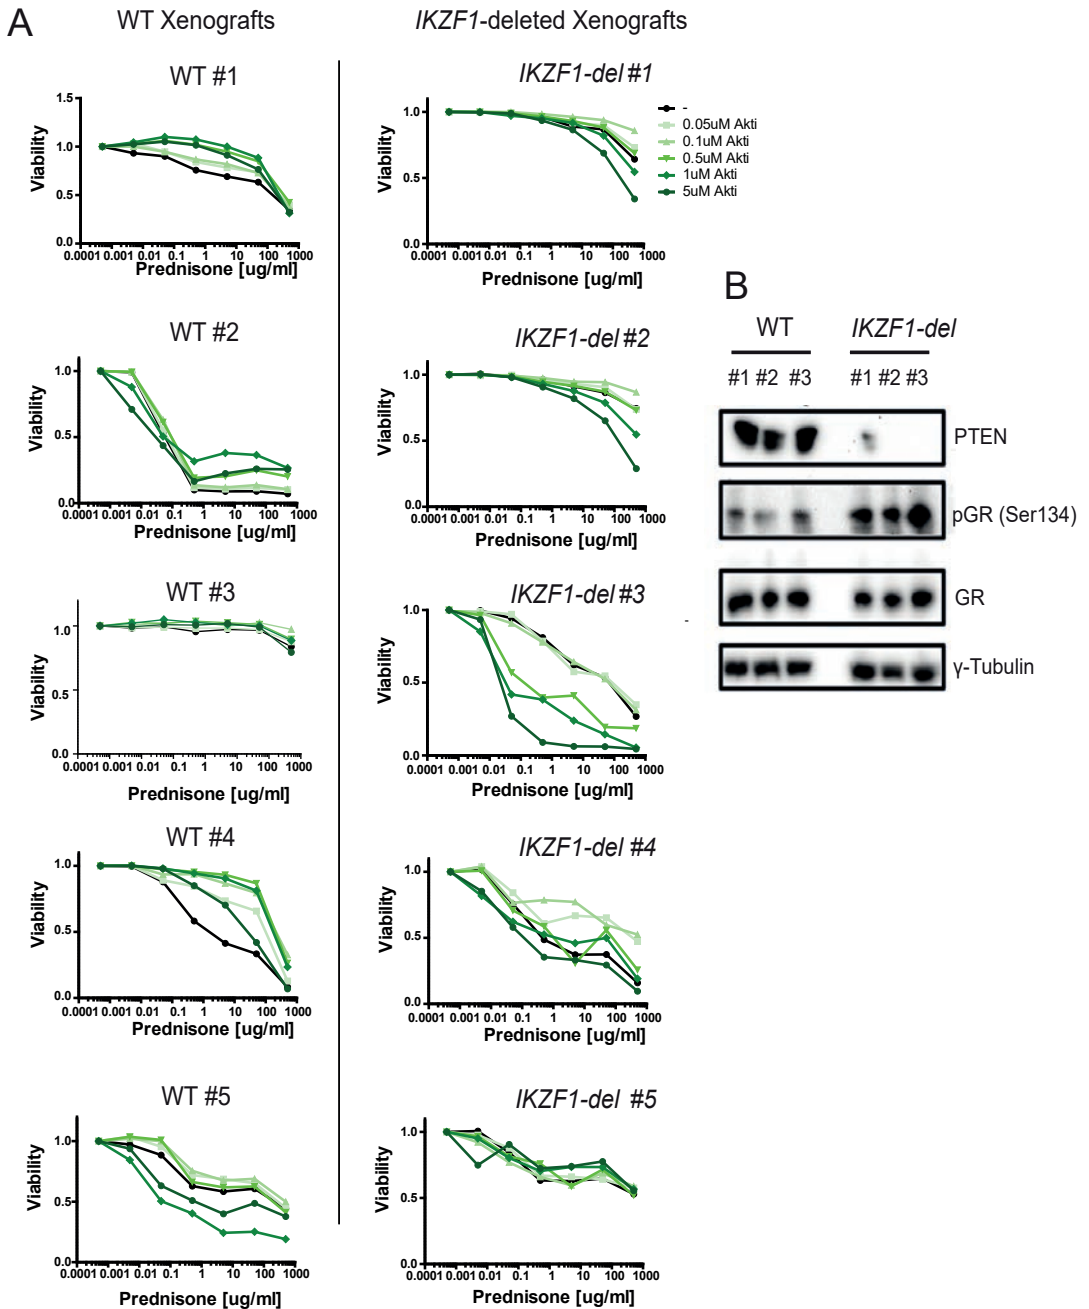 A
WT Xenografts
IKZF1-deleted Xenografts
WT #1
1.5
1.0
0.5
0.0
Viability
0.0001 0.001 0.01 0.1 1 10 100 1000
Prednisone [ug/ml]
IKZF1-del #1
1.0
0.5
0.0
Viability
0.0001 0.001 0.01 0.1 1 10 100 1000
Prednisone [ug/ml]
-
0.05uM Akti
0.1uM Akti
0.5uM Akti
1uM Akti
5uM Akti
WT #2
1.0
0.5
0.0
Viability
0.0001 0.001 0.01 0.1 1 10 100 1000
Prednisone [ug/ml]
IKZF1-del #2
1.0
0.5
0.0
Viability
0.0001 0.001 0.01 0.1 1 10 100 1000
Prednisone [ug/ml]
WT #3
1.0
0.5
0.0
Viability
0.0001 0.001 0.01 0.1 1 10 100 1000
Prednisone [ug/ml]
IKZF1-del #3
1.0
0.5
0.0
Viability
0.0001 0.001 0.01 0.1 1 10 100 1000
Prednisone [ug/ml]
WT #4
1.0
0.5
0.0
Viability
0.0001 0.001 0.01 0.1 1 10 100 1000
Prednisone [ug/ml]
IKZF1-del #4
1.0
0.5
0.0
Viability
0.0001 0.001 0.01 0.1 1 10 100 1000
Prednisone [ug/ml]
WT #5
1.0
0.5
0.0
Viability
0.0001 0.001 0.01 0.1 1 10 100 1000
Prednisone [ug/ml]
IKZF1-del #5
1.0
0.5
0.0
Viability
0.0001 0.001 0.01 0.1 1 10 100 1000
Prednisone [ug/ml]
B
WT IKZF1-del
#1 #2 #3 #1 #2 #3
PTEN
pGR (Ser134)
GR
γ-Tubulin